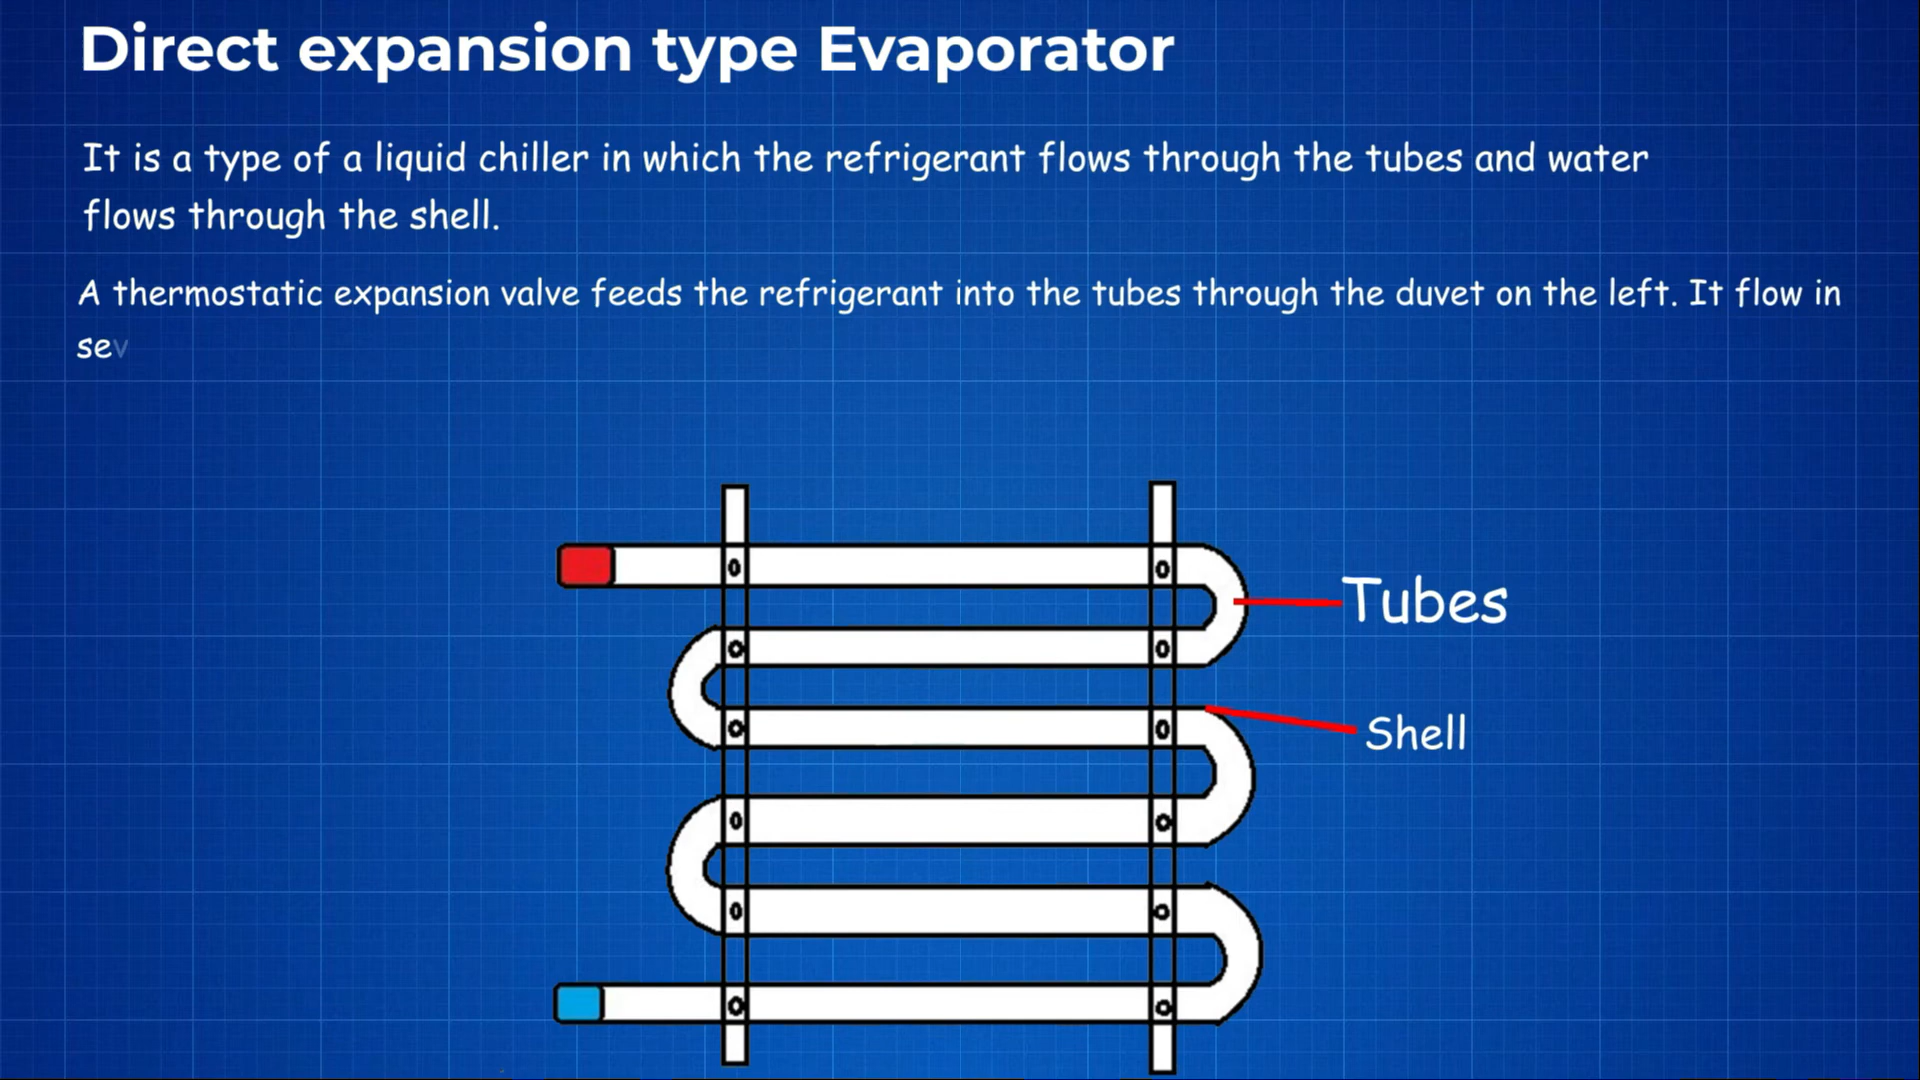 Direct expansion type Evaporator
It is a type of a liquid chiller in which the refrigerant flows through the tubes and water
flows through the shell.
A thermostatic expansion valve feeds the refrigerant into the tubes through the duvet on the left. It flow in
sev
Tubes
Shell